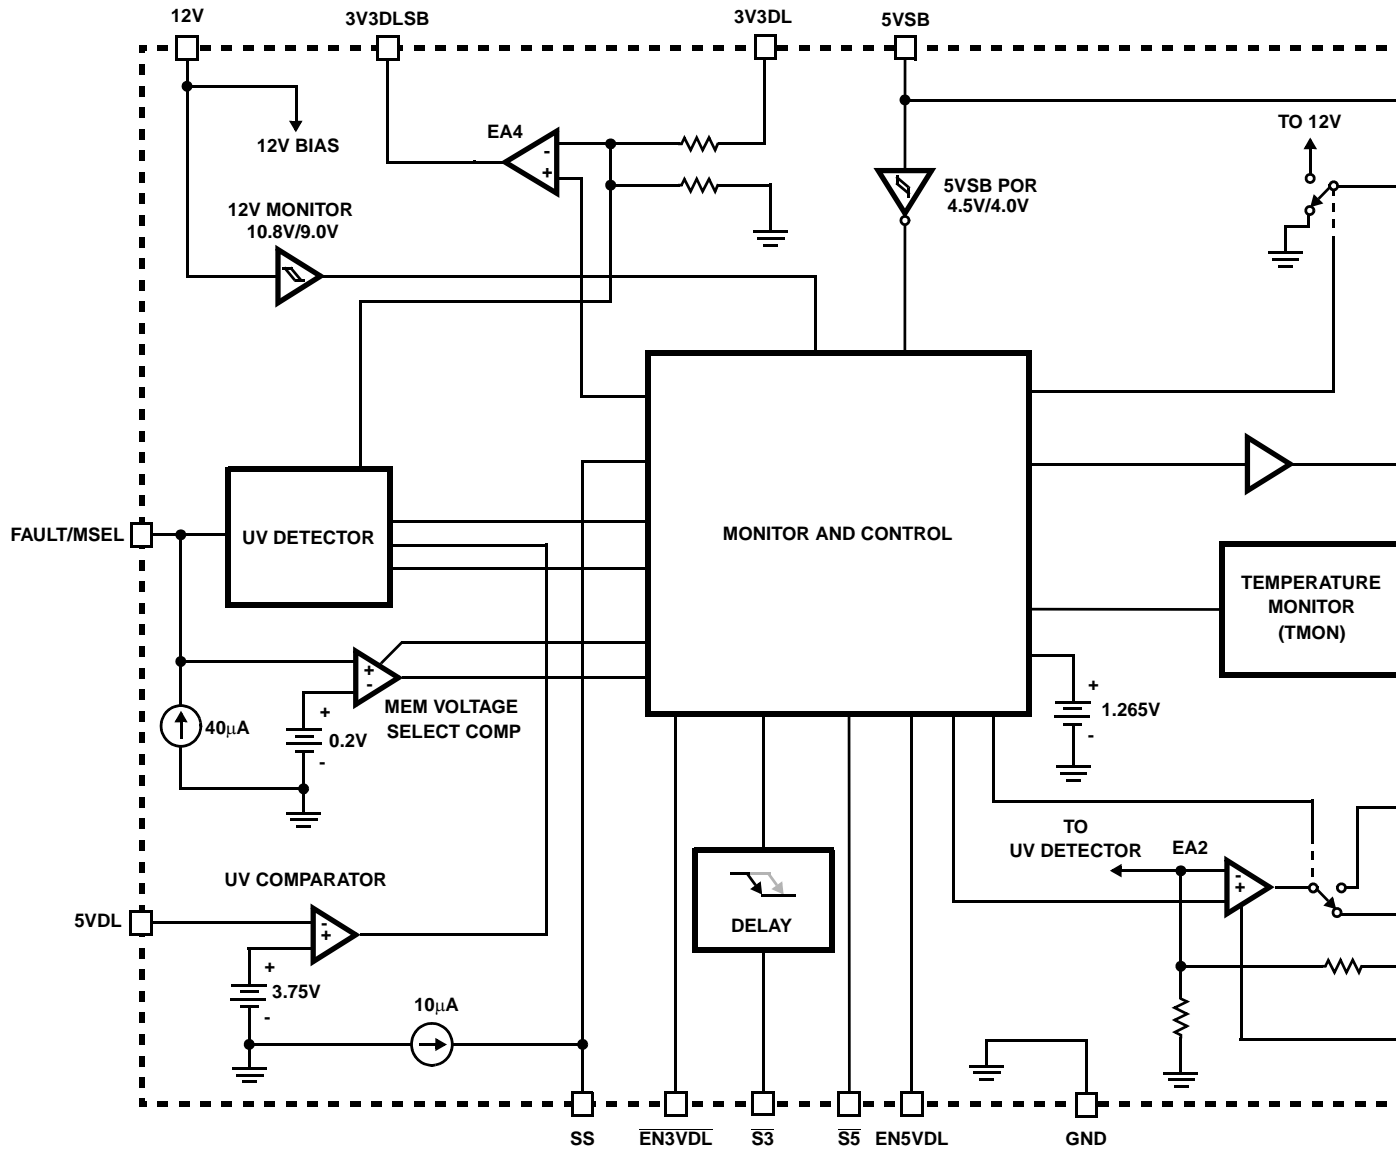 12V
3V3DLSB
3V3DL
5VSB
12V BIAS
EA4
-
+
TO 12V
5VSB POR
4.5V/4.0V
12V MONITOR
10.8V/9.0V
FAULT/MSEL
UV DETECTOR
MONITOR AND CONTROL
TEMPERATURE
MONITOR
(TMON)
+
-
MEM VOLTAGE
SELECT COMP
40µA
+
0.2V
-
+
1.265V
-
TO
UV DETECTOR
EA2
-
+
UV COMPARATOR
5VDL
-
+
DELAY
+
3.75V
-
10µA
SS
EN3VDL
S3
S5
EN5VDL
GND